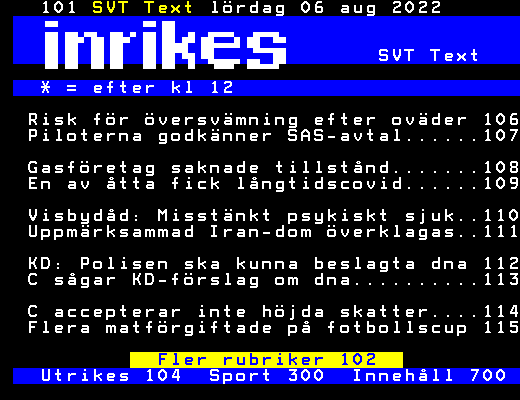 101 SVT Text lördag 06 aug 2022
inrikes
SVT Text
* = efter kl 12
Risk för översvämning efter oväder 106
Piloterna godkänner SAS-avtal......107
Gasföretag saknade tillstånd.......108
En av åtta fick långtidscovid......109
Visbydåd: Misstänkt psykiskt sjuk..110
Uppmärksammad Iran-dom överklagas..111
KD: Polisen ska kunna beslagta dna 112
C sågar KD-förslag om dna..........113
C accepterar inte höjda skatter....114
Flera matförgiftade på fotbollscup 115
Fler rubriker 102
Utrikes 104 Sport 300 Innehåll 700